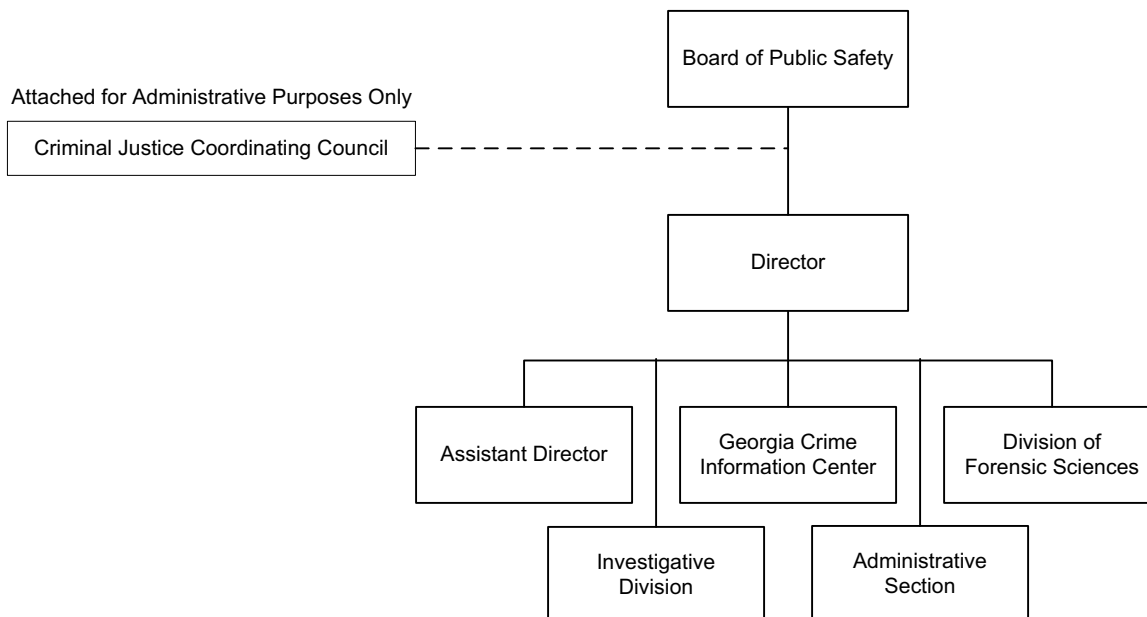 Board of Public Safety
Attached for Administrative Purposes Only
Criminal Justice Coordinating Council
Director
Assistant Director
Georgia Crime
Information Center
Division of
Forensic Sciences
Investigative
Division
Administrative
Section